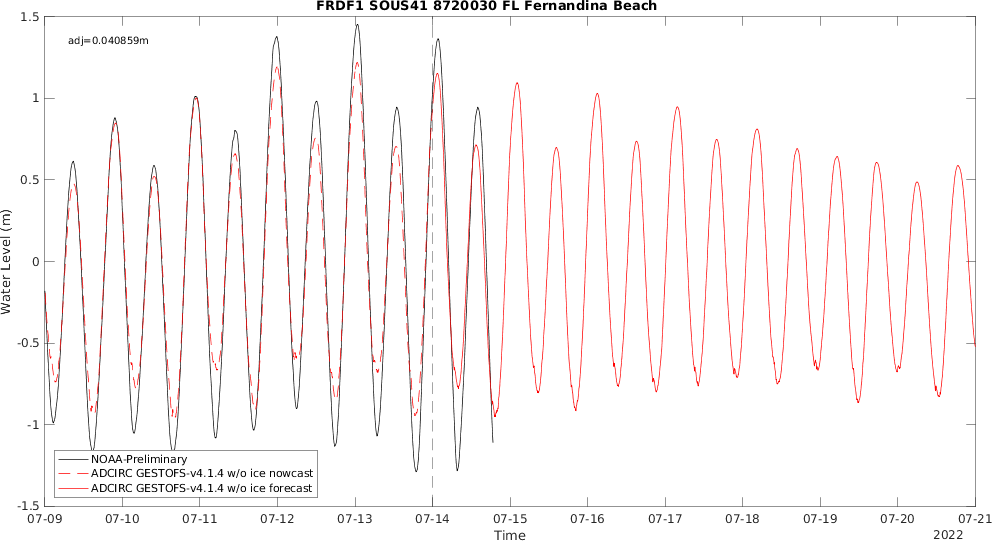 FRDF1 SOUS41 8720030 FL Fernandina Beach
adj=0.040859m
Water Level (m)
1.5
1
0.5
0
-0.5
-1
-1.5
NOAA-Preliminary
ADCIRC GESTOFS-v4.1.4 w/o ice nowcast
ADCIRC GESTOFS-v4.1.4 w/o ice forecast
07-09 07-10 07-11 07-12 07-13 07-14 07-15 07-16 07-17 07-18 07-19 07-20 07-21
Time
2022